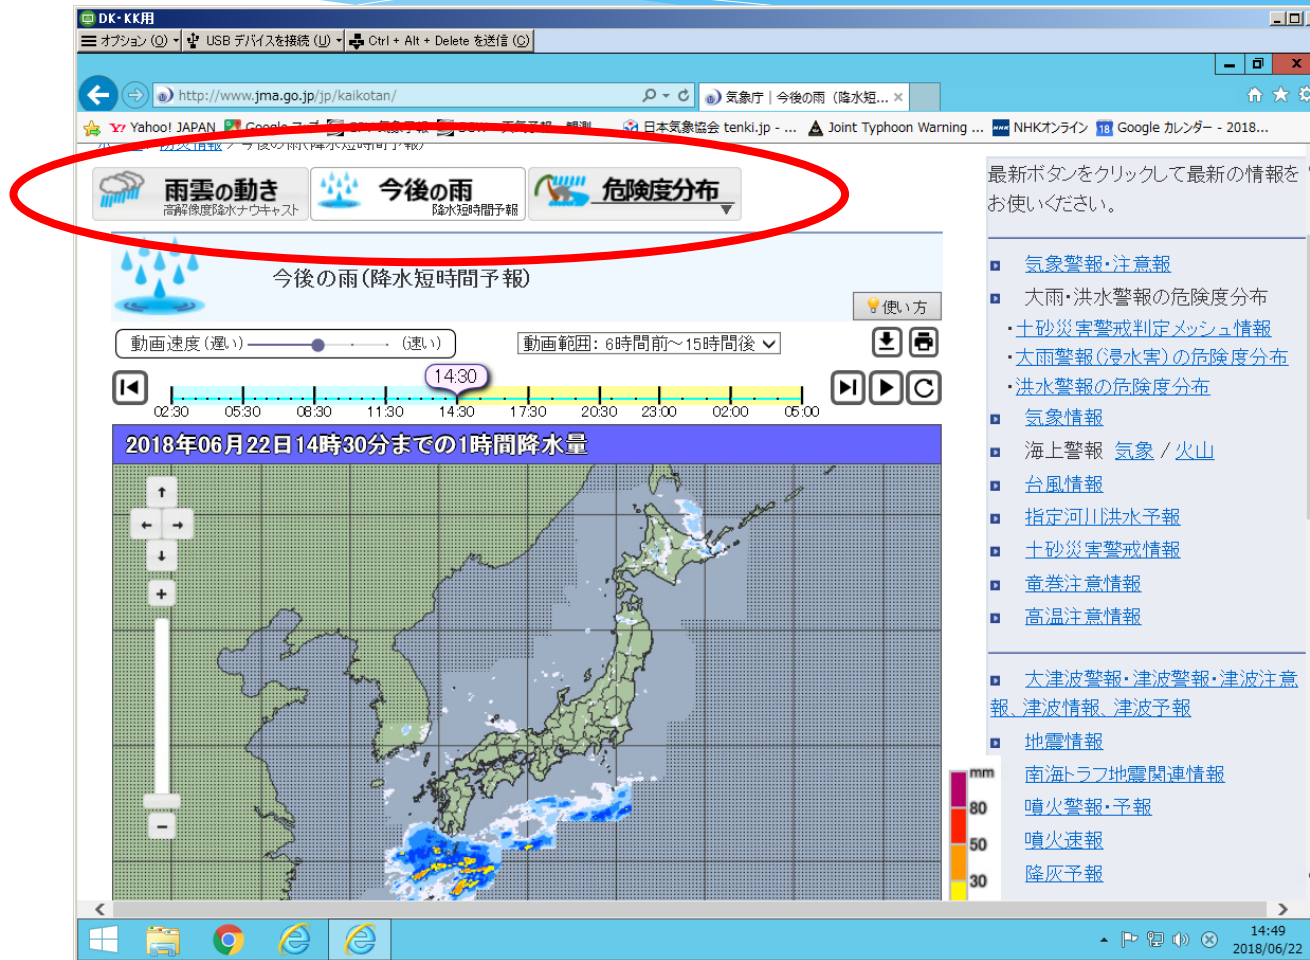 DK・KK用
オプション (O) USB デバイスを接続 (U) Ctrl + Alt + Delete を送信 (C)
http://www.jma.go.jp/jp/kaikotan/
気象庁 | 今後の雨（降水短...
Yahoo! JAPAN
日本気象協会 tenki.jp - ...
Joint Typhoon Warning ...
NHKオンライン
Google カレンダー - 2018...
雨雲の動き
高解像度降水ナウキャスト
今後の雨
降水短時間予報
危険度分布
今後の雨(降水短時間予報)
使い方
動画速度 (遅い)
(速い)
動画範囲: 6時間前～15時間後
14:30
02:30 05:30 08:30 11:30 14:30 17:30 20:30 23:00 02:00 05:00
2018年06月22日14時30分までの1時間降水量
mm
80
50
30
最新ボタンをクリックして最新の情報を
お使いください。
気象警報・注意報
大雨・洪水警報の危険度分布
・土砂災害警戒判定メッシュ情報
・大雨警報(浸水害)の危険度分布
・洪水警報の危険度分布
気象情報
海上警報 気象 / 火山
台風情報
指定河川洪水予報
土砂災害警戒情報
竜巻注意情報
高温注意情報
大津波警報・津波警報・津波注意
報、津波情報、津波予報
地震情報
南海トラフ地震関連情報
噴火警報・予報
噴火速報
降灰予報
14:49
2018/06/22